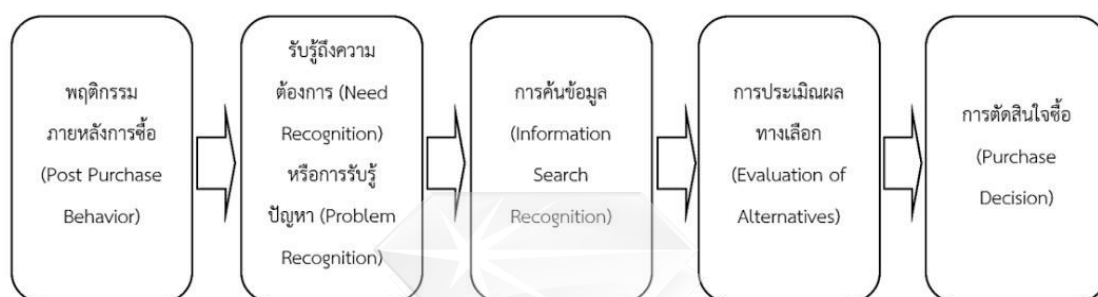 พฤติกรรม
ภายหลังการซื้อ
(Post Purchase
Behavior)
รับรู้ถึงความ
ต้องการ (Need
Recognition)
หรือการรับรู้
ปัญหา (Problem
Recognition)
การค้นข้อมูล
(Information
Search
Recognition)
การประเมิณผล
ทางเลือก
(Evaluation of
Alternatives)
การตัดสินใจซื้อ
(Purchase
Decision)